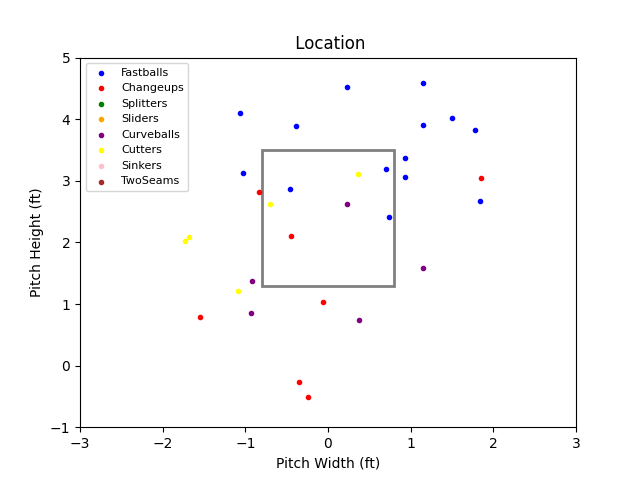 Location
5
4
3
2
1
0
−1
Pitch Height (ft)
Fastballs
Changeups
Splitters
Sliders
Curveballs
Cutters
Sinkers
TwoSeams
−3
−2
−1
0
1
2
3
Pitch Width (ft)